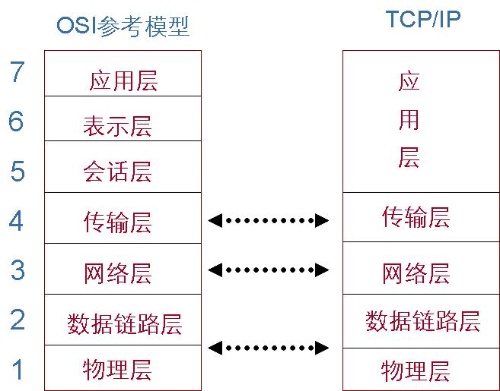 OSI参考模型
TCP/IP
7
应用层
6
表示层
5
会话层
应
用
层
4
传输层
传输层
3
网络层
网络层
2
数据链路层
数据链路层
1
物理层
物理层